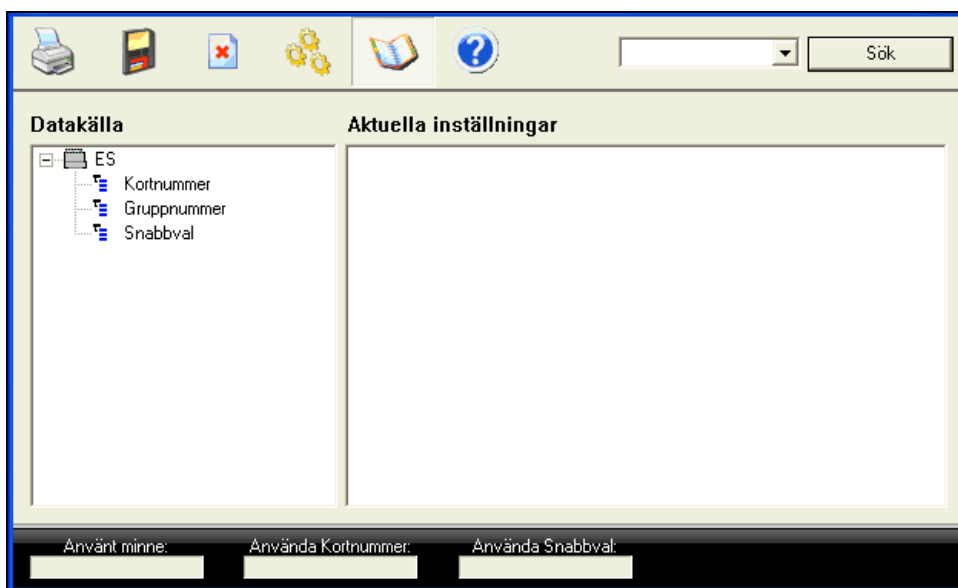 Sök
Datakälla
Aktuella inställningar
ES
Kortnummer
Gruppnummer
Snabbval
Använt minne:
Använda Kortnummer:
Använda Snabbval: